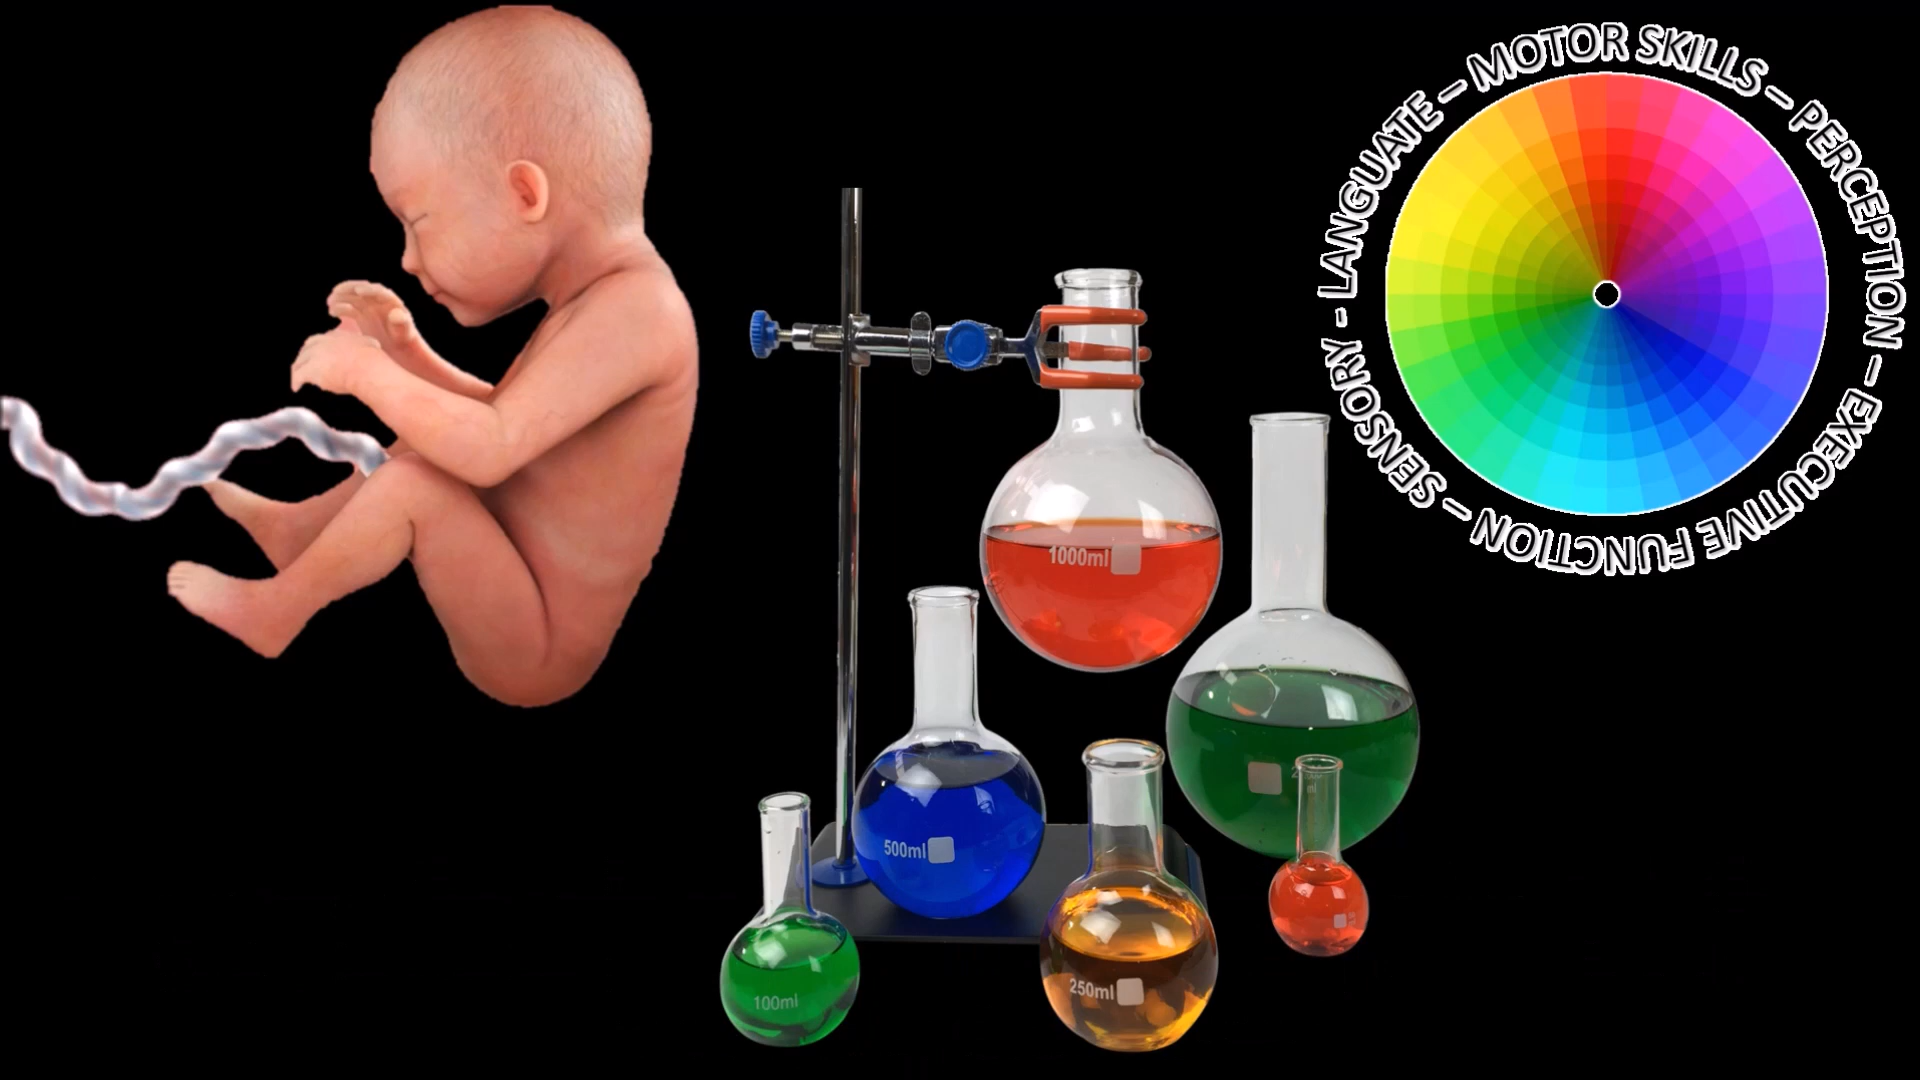 LANGUATE – MOTOR SKILLS – PERCEPTION – EXECUTIVE FUNCTION – SENSORY -
1000ml
500ml
250ml
100ml